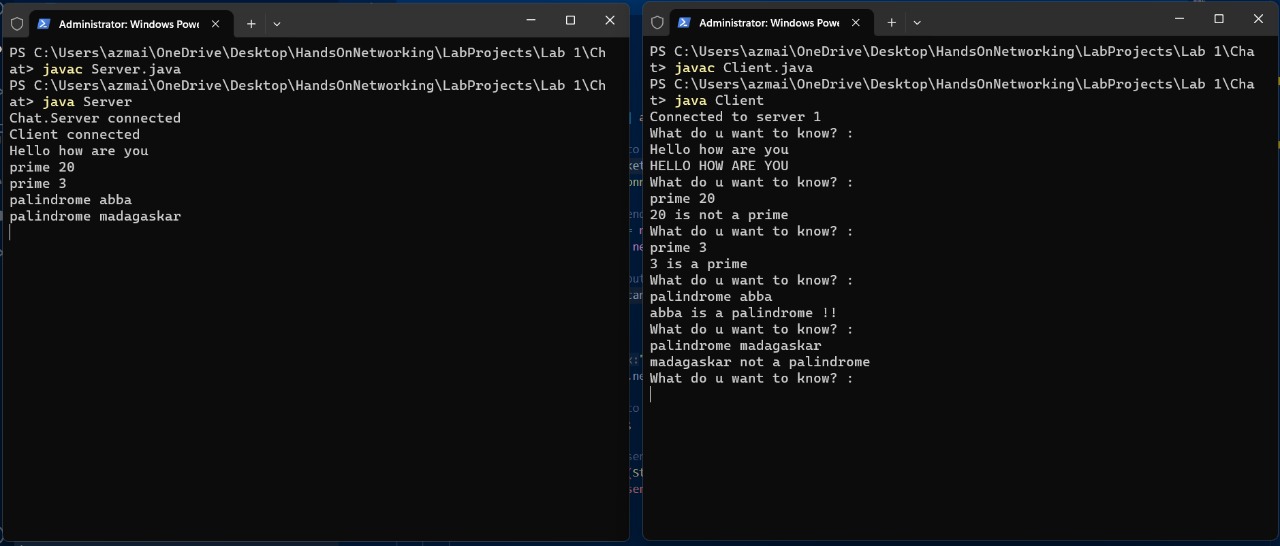 Administrator: Windows Powe
PS C:\Users\azmai\OneDrive\Desktop\HandsOnNetworking\LabProjects\Lab 1\Ch
at> javac Server.java
PS C:\Users\azmai\OneDrive\Desktop\HandsOnNetworking\LabProjects\Lab 1\Ch
at> java Server
Chat.Server connected
Client connected
Hello how are you
prime 20
prime 3
palindrome abba
palindrome madagaskar
Administrator: Windows Powe
PS C:\Users\azmai\OneDrive\Desktop\HandsOnNetworking\LabProjects\Lab 1\Cha
t> javac Client.java
PS C:\Users\azmai\OneDrive\Desktop\HandsOnNetworking\LabProjects\Lab 1\Cha
t> java Client
Connected to server 1
What do u want to know? :
Hello how are you
HELLO HOW ARE YOU
What do u want to know? :
prime 20
20 is not a prime
What do u want to know? :
prime 3
3 is a prime
What do u want to know? :
palindrome abba
abba is a palindrome !!
What do u want to know? :
palindrome madagaskar
madagaskar not a palindrome
What do u want to know? :